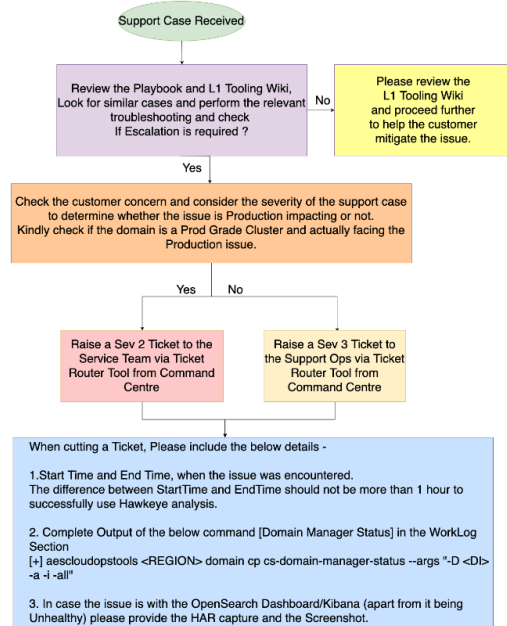 Support Case Received
Review the Playbook and L1 Tooling Wiki,
Look for similar cases and perform the relevant
troubleshooting and check
If Escalation is required ?
No
Please review the
L1 Tooling Wiki
and proceed further
to help the customer
mitigate the issue.
Yes
Check the customer concern and consider the severity of the support case
to determine whether the issue is Production impacting or not.
Kindly check if the domain is a Prod Grade Cluster and actually facing the
Production issue.
Yes
No
Raise a Sev 2 Ticket to the
Service Team via Ticket
Router Tool from Command
Centre
Raise a Sev 3 Ticket to
the Support Ops via Ticket
Router Tool from
Command Centre
When cutting a Ticket, Please include the below details -
1.Start Time and End Time, when the issue was encountered.
The difference between StartTime and EndTime should not be more than 1 hour to
successfully use Hawkeye analysis.
2. Complete Output of the below command [Domain Manager Status] in the WorkLog
Section
[+] aescloudopstools <REGION> domain cp cs-domain-manager-status --args "-D <DI>
-a -i -all"
3. In case the issue is with the OpenSearch Dashboard/Kibana (apart from it being
Unhealthy) please provide the HAR capture and the Screenshot.